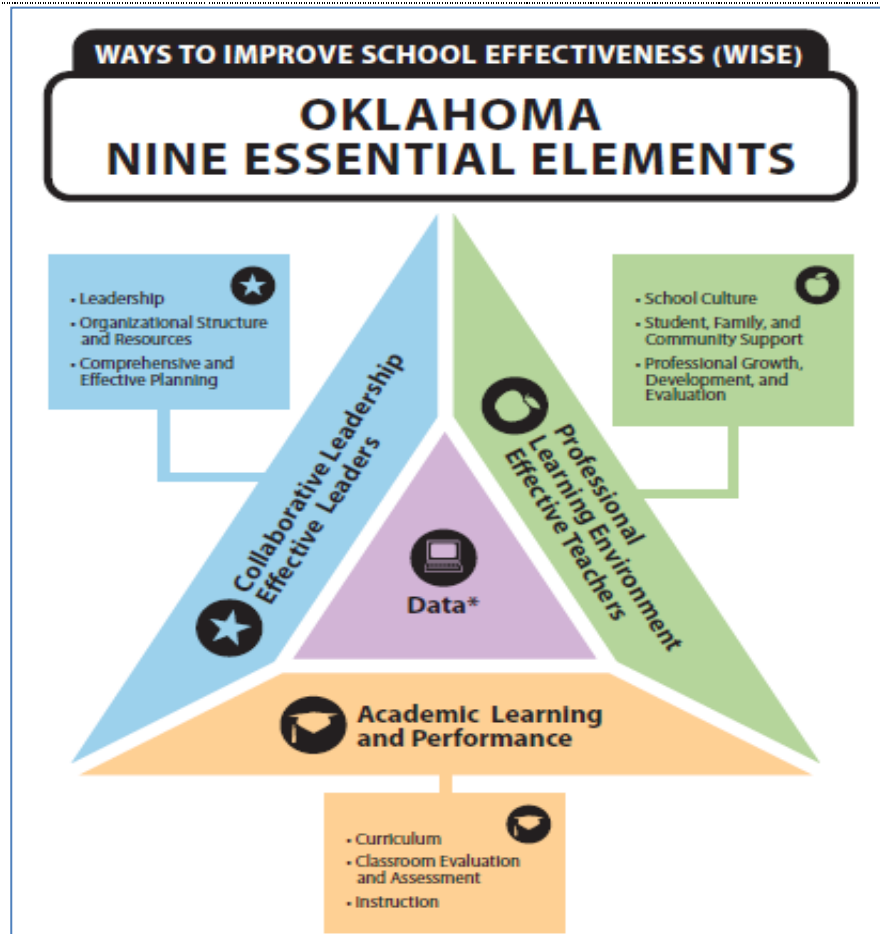 WAYS TO IMPROVE SCHOOL EFFECTIVENESS (WISE)
OKLAHOMA
NINE ESSENTIAL ELEMENTS
• Leadership
• Organizational Structure
and Resources
• Comprehensive and
Effective Planning
• School Culture
• Student, Family, and
Community Support
• Professional Growth,
Development, and
Evaluation
Collaborative Leadership
Effective Leaders
Professional
Learning Environment
Effective Teachers
Data*
Academic Learning
and Performance
• Curriculum
• Classroom Evaluation
and Assessment
• Instruction